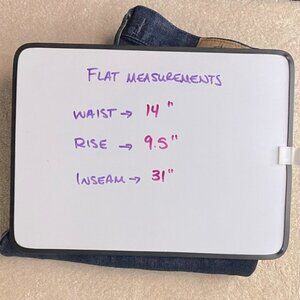 FLAT MEASUREMENTS
WAIST → 14"
RISE → 9.5"
INSEAM → 31"